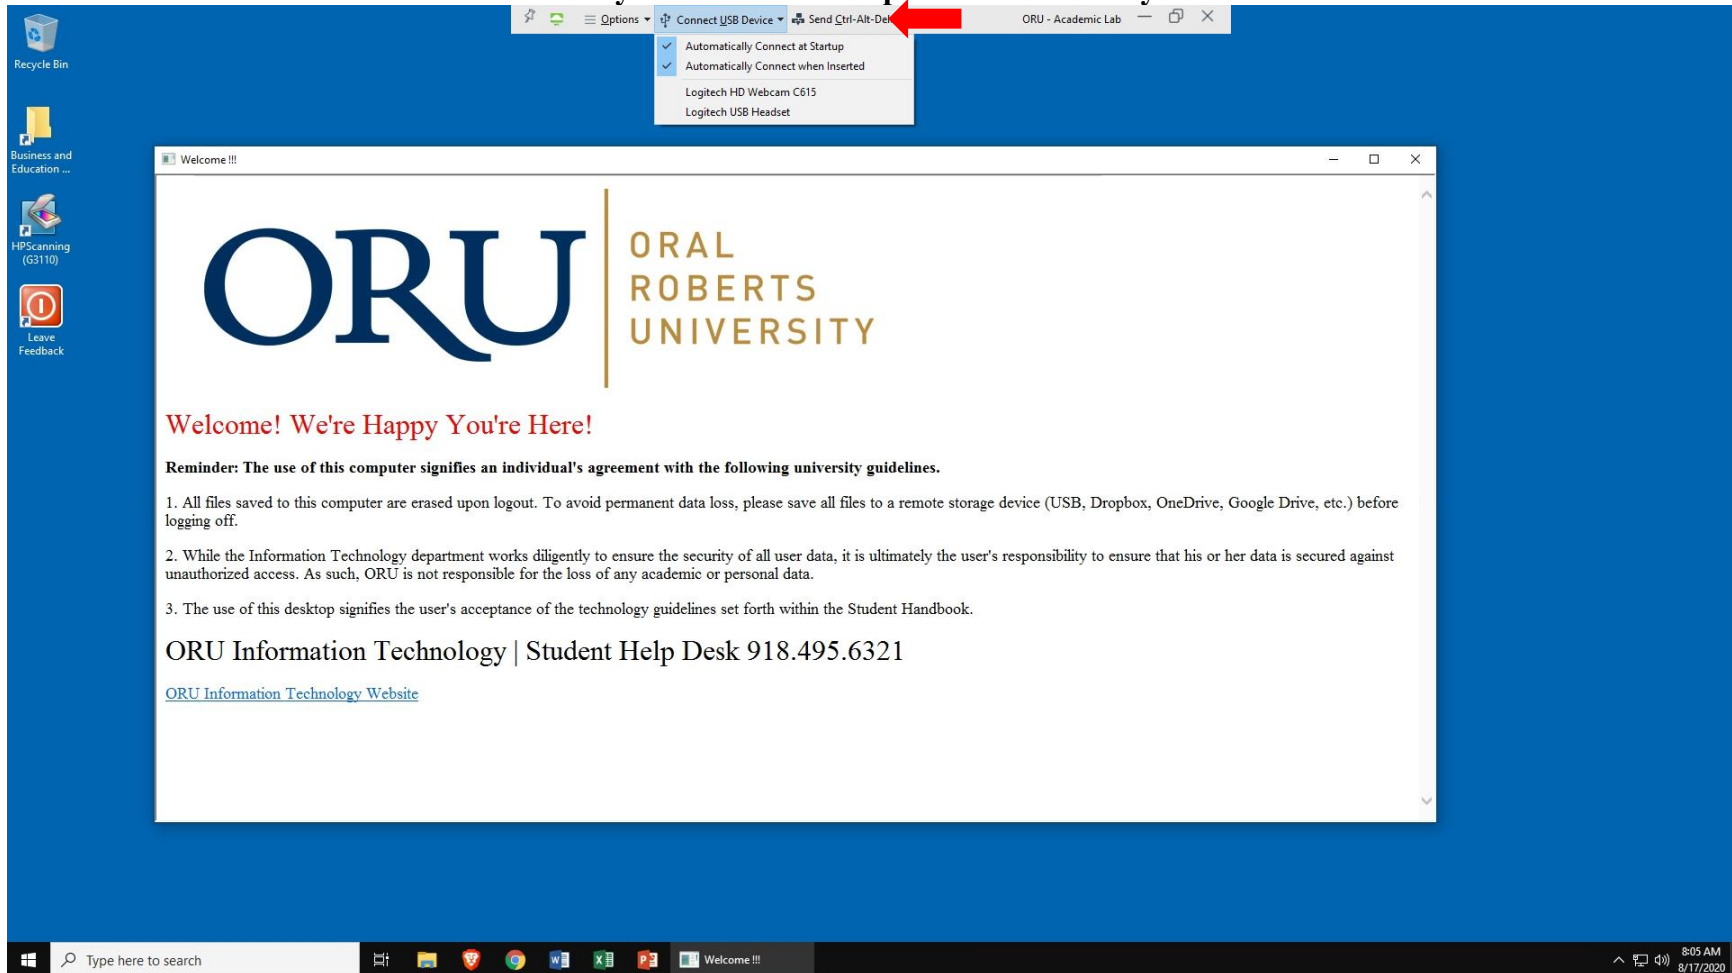 Options
Connect USB Device
Send Ctrl-Alt-Del
ORU - Academic Lab
Automatically Connect at Startup
Automatically Connect when Inserted
Logitech HD Webcam C615
Logitech USB Headset
Recycle Bin
Business and
Education ...
HPScanning
(G3110)
Leave
Feedback
Welcome !!!
ORU
ORAL
ROBERTS
UNIVERSITY
Welcome! We're Happy You're Here!
Reminder: The use of this computer signifies an individual's agreement with the following university guidelines.
1. All files saved to this computer are erased upon logout. To avoid permanent data loss, please save all files to a remote storage device (USB, Dropbox, OneDrive, Google Drive, etc.) before
logging off.
2. While the Information Technology department works diligently to ensure the security of all user data, it is ultimately the user's responsibility to ensure that his or her data is secured against
unauthorized access. As such, ORU is not responsible for the loss of any academic or personal data.
3. The use of this desktop signifies the user's acceptance of the technology guidelines set forth within the Student Handbook.
ORU Information Technology | Student Help Desk 918.495.6321
ORU Information Technology Website
Type here to search
Welcome !!!
8:05 AM
8/17/2020